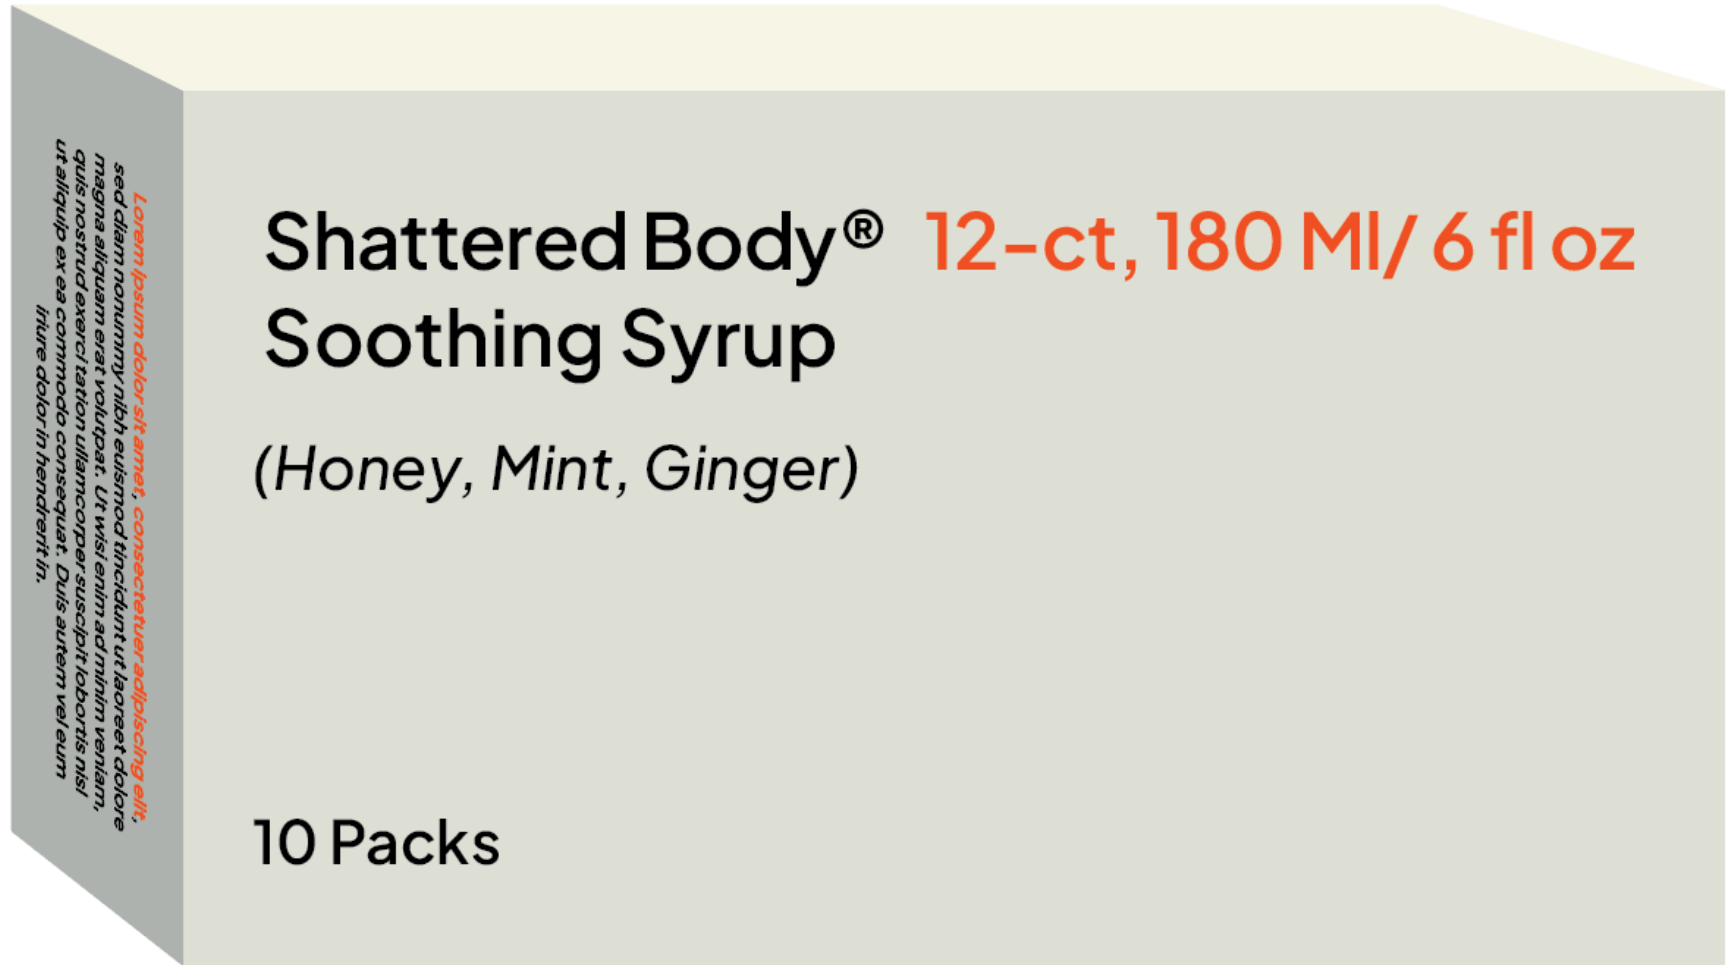 Shattered Body® 12-ct, 180 Ml/ 6 fl oz
Soothing Syrup
(Honey, Mint, Ginger)
10 Packs
Lorem ipsum dolor sit amet, consectetuer adipiscing elit,
sed diam nonummy nibh euismod tincidunt ut laoreet dolore
magna aliquam erat volutpat. Ut wisi enim ad minim veniam,
quis nostrud exerci tation ullamcorper suscipit lobortis nisl
ut aliquip ex ea commodo consequat. Duis autem vel eum
iriure dolor in hendrerit in.